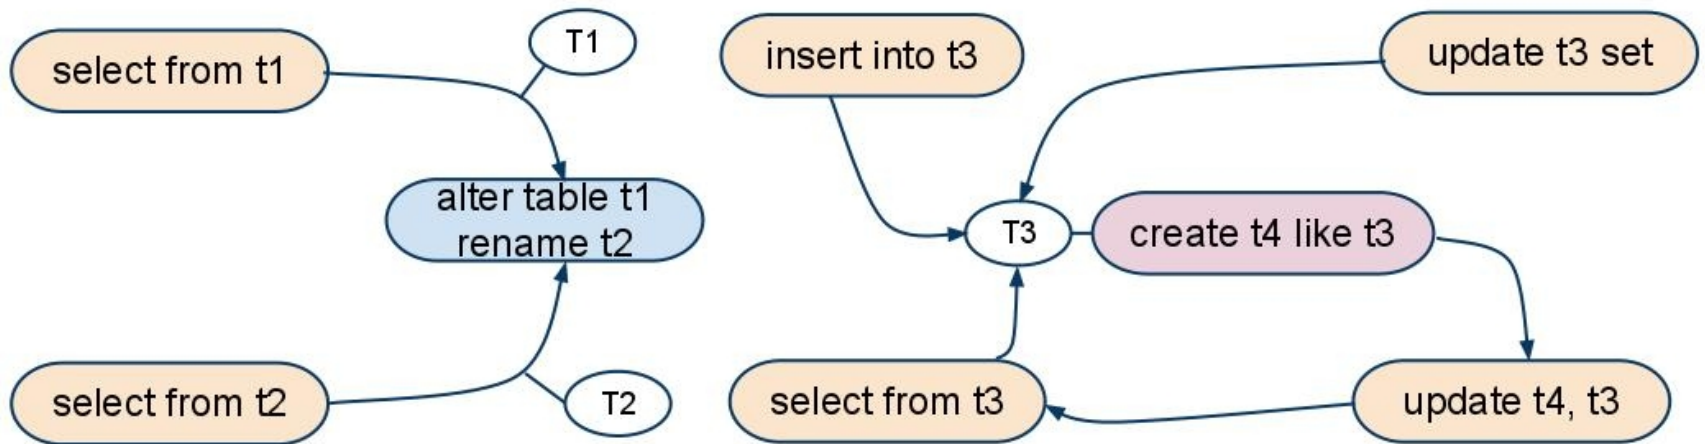 select from t1
T1
alter table t1
rename t2
select from t2
T2
insert into t3
update t3 set
T3
create t4 like t3
select from t3
update t4, t3